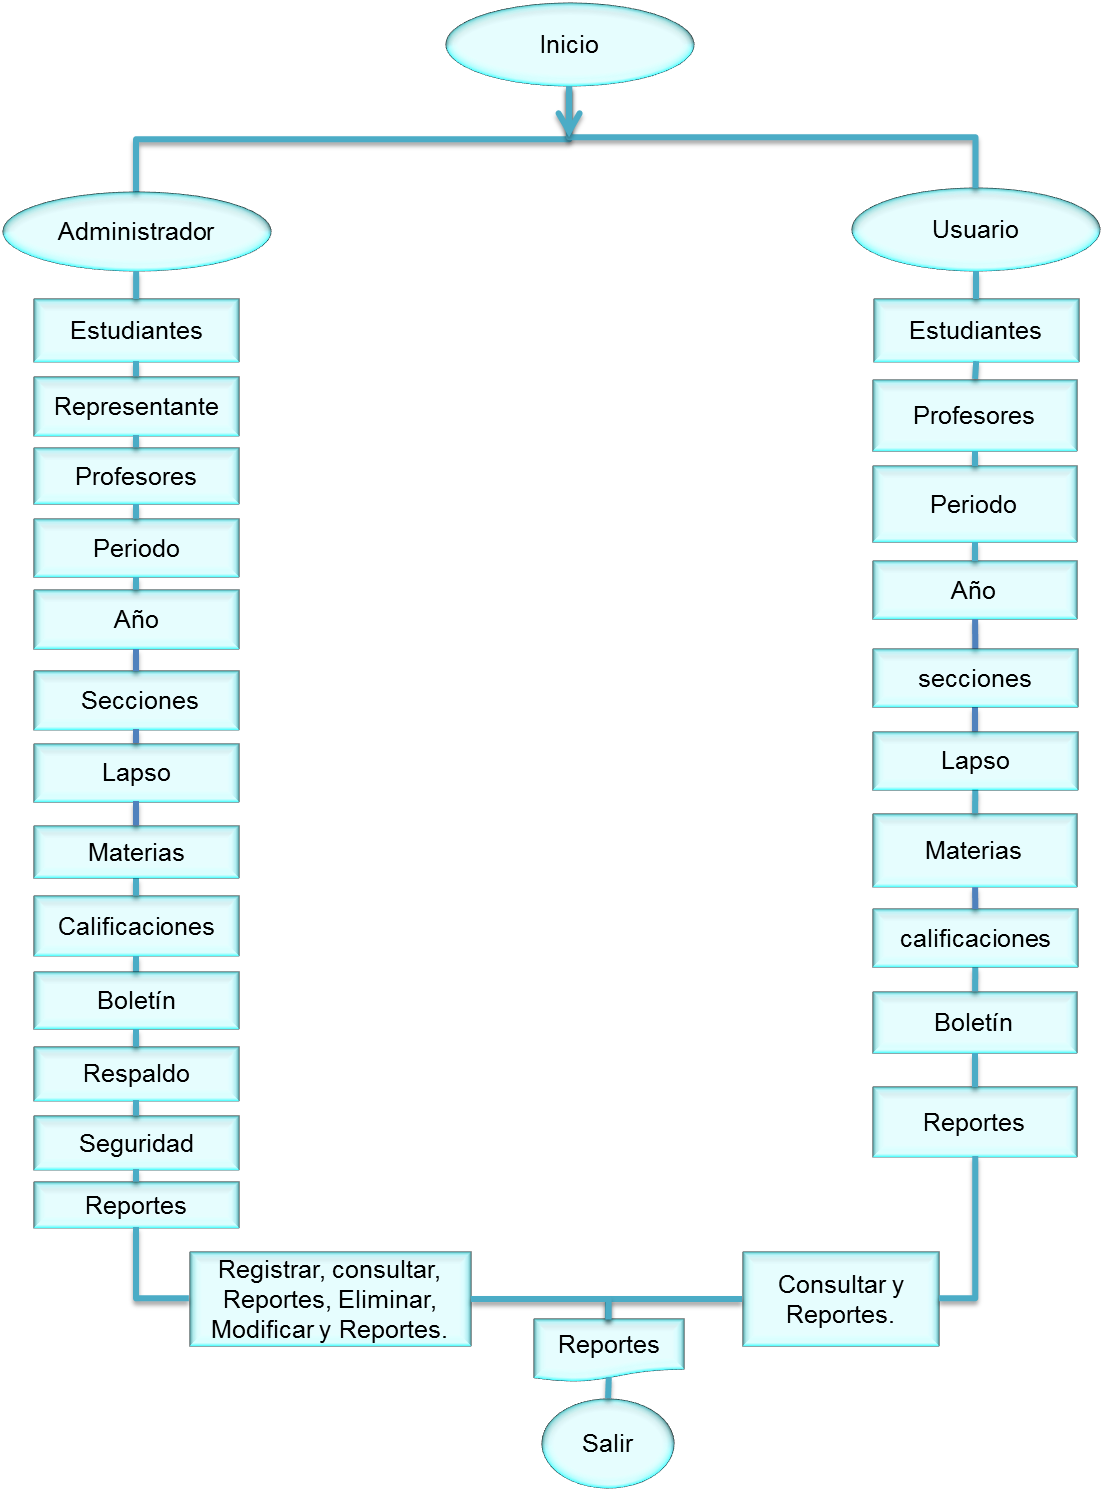 Inicio
Administrador
Estudiantes
Representante
Profesores
Periodo
Año
Secciones
Lapso
Materias
Calificaciones
Boletín
Respaldo
Seguridad
Reportes
Registrar, consultar,
Reportes, Eliminar,
Modificar y Reportes.
Usuario
Estudiantes
Profesores
Periodo
Año
secciones
Lapso
Materias
calificaciones
Boletín
Reportes
Consultar y
Reportes.
Reportes
Salir